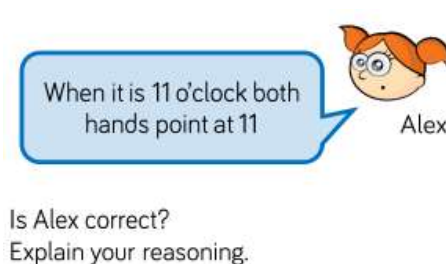 When it is 11 o'clock both
hands point at 11
Alex
Is Alex correct?
Explain your reasoning.